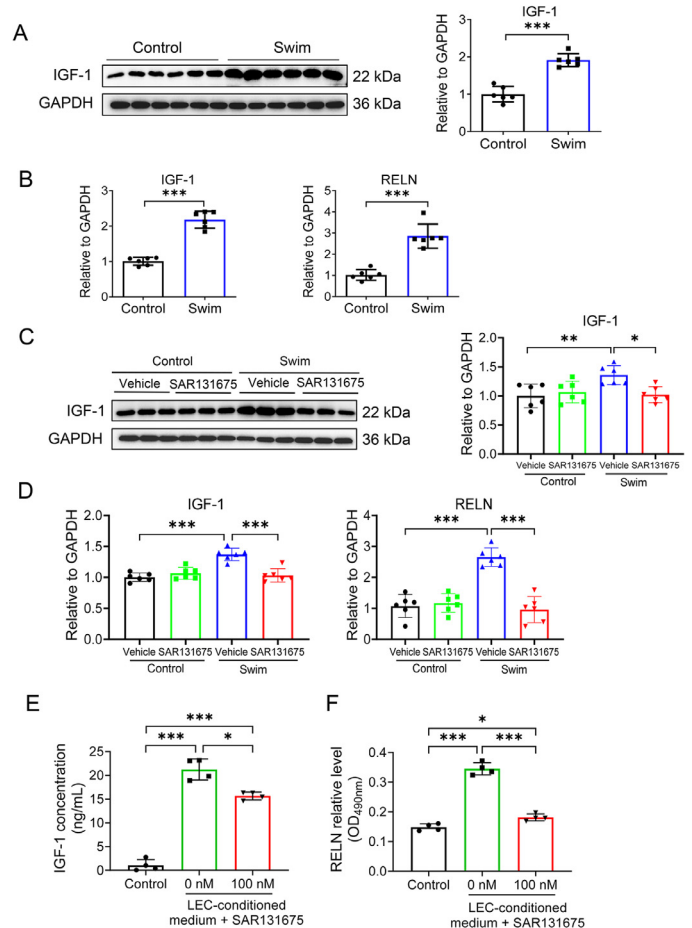 A
Control Swim
IGF-1 22 kDa
GAPDH 36 kDa
IGF-1
***
Relative to GAPDH
3
2
1
0
Control Swim
B
IGF-1
***
Relative to GAPDH
3
2
1
0
Control Swim
RELN
***
Relative to GAPDH
5
4
3
2
1
0
Control Swim
C
Control Swim
Vehicle SAR131675 Vehicle SAR131675
IGF-1 22 kDa
GAPDH 36 kDa
IGF-1
** *
Relative to GAPDH
2.0
1.5
1.0
0.5
0.0
Vehicle SAR131675 Vehicle SAR131675
Control Swim
D
IGF-1
*** ***
Relative to GAPDH
2.0
1.5
1.0
0.5
0.0
Vehicle SAR131675 Vehicle SAR131675
Control Swim
RELN
*** ***
Relative to GAPDH
4
3
2
1
0
Vehicle SAR131675 Vehicle SAR131675
Control Swim
E
***
*** *
IGF-1 concentration
(ng/mL)
25
20
15
10
5
0
Control 0 nM 100 nM
LEC-conditioned
medium + SAR131675
F
*
*** ***
RELN relative level
(OD490nm)
0.4
0.3
0.2
0.1
0.0
Control 0 nM 100 nM
LEC-conditioned
medium + SAR131675